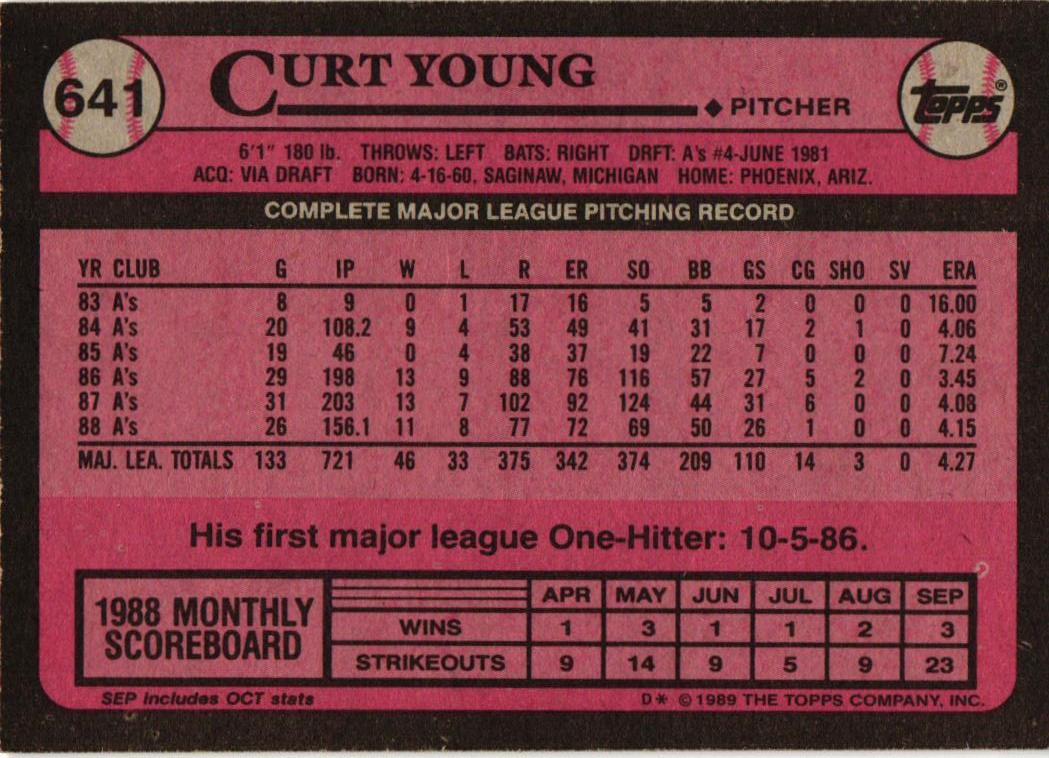 641
CURT YOUNG
◆ PITCHER
topps®
6'1" 180 lb. THROWS: LEFT BATS: RIGHT DRFT: A's #4-JUNE 1981
ACQ: VIA DRAFT BORN: 4-16-60, SAGINAW, MICHIGAN HOME: PHOENIX, ARIZ.
COMPLETE MAJOR LEAGUE PITCHING RECORD
YR CLUB G IP W L R ER SO BB GS CG SHO SV ERA
83 A's 8 9 0 1 17 16 5 5 2 0 0 0 16.00
84 A's 20 108.2 9 4 53 49 41 31 17 2 1 0 4.06
85 A's 19 46 0 4 38 37 19 22 7 0 0 0 7.24
86 A's 29 198 13 9 88 76 116 57 27 5 2 0 3.45
87 A's 31 203 13 7 102 92 124 44 31 6 0 0 4.08
88 A's 26 156.1 11 8 77 72 69 50 26 1 0 0 4.15
MAJ. LEA. TOTALS 133 721 46 33 375 342 374 209 110 14 3 0 4.27
His first major league One-Hitter: 10-5-86.
1988 MONTHLY
SCOREBOARD
APR MAY JUN JUL AUG SEP
WINS 1 3 1 1 2 3
STRIKEOUTS 9 14 9 5 9 23
SEP includes OCT stats
D* © 1989 THE TOPPS COMPANY, INC.